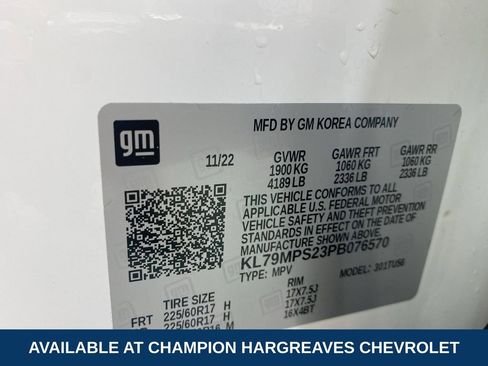 gm
MFD BY GM KOREA COMPANY
11/22 GVWR GAWR FRT GAWR RR
1900 KG 1060 KG 1060 KG
4189 LB 2336 LB 2336 LB
THIS VEHICLE CONFORMS TO ALL
APPLICABLE U.S. FEDERAL MOTOR
VEHICLE SAFETY AND THEFT PREVENTION
STANDARDS IN EFFECT ON THE DATE OF
KL79MPS23PB076570
TYPE: MPV MODEL: 301TU56
TIRE SIZE RIM
FRT 225/60R17 H 17X7.5J
225/60R17 H 17X7.5J
M 16X4BT
AVAILABLE AT CHAMPION HARGREAVES CHEVROLET